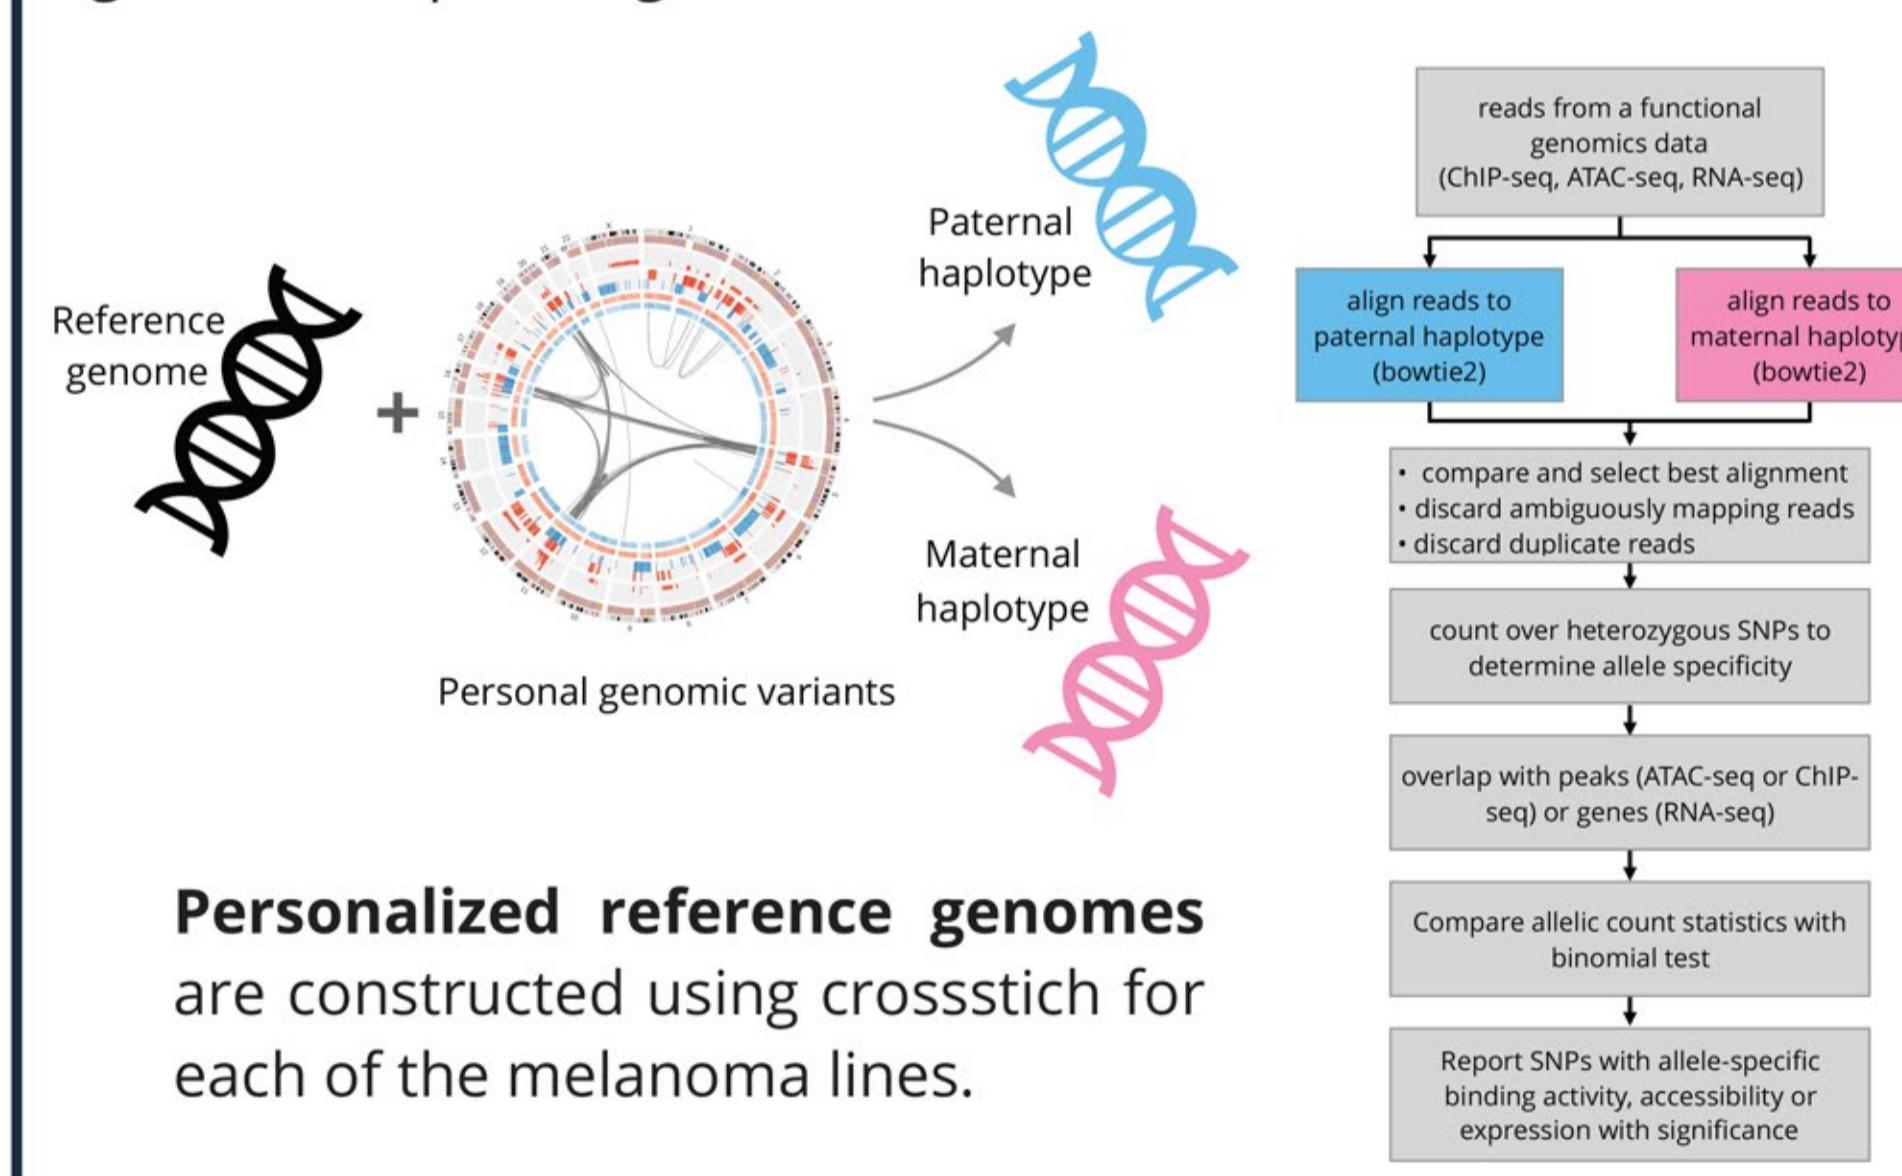 Reference
genome
Paternal
haplotype
Maternal
haplotype
Personal genomic variants
Personalized reference genomes
are constructed using crossstich for
each of the melanoma lines.
reads from a functional
genomics data
(ChIP-seq, ATAC-seq, RNA-seq)
align reads to
paternal haplotype
(bowtie2)
align reads to
maternal haplotyp
(bowtie2)
• compare and select best alignment
• discard ambiguously mapping reads
• discard duplicate reads
count over heterozygous SNPs to
determine allele specificity
overlap with peaks (ATAC-seq or ChIP-
seq) or genes (RNA-seq)
Compare allelic count statistics with
binomial test
Report SNPs with allele-specific
binding activity, accessibility or
expression with significance